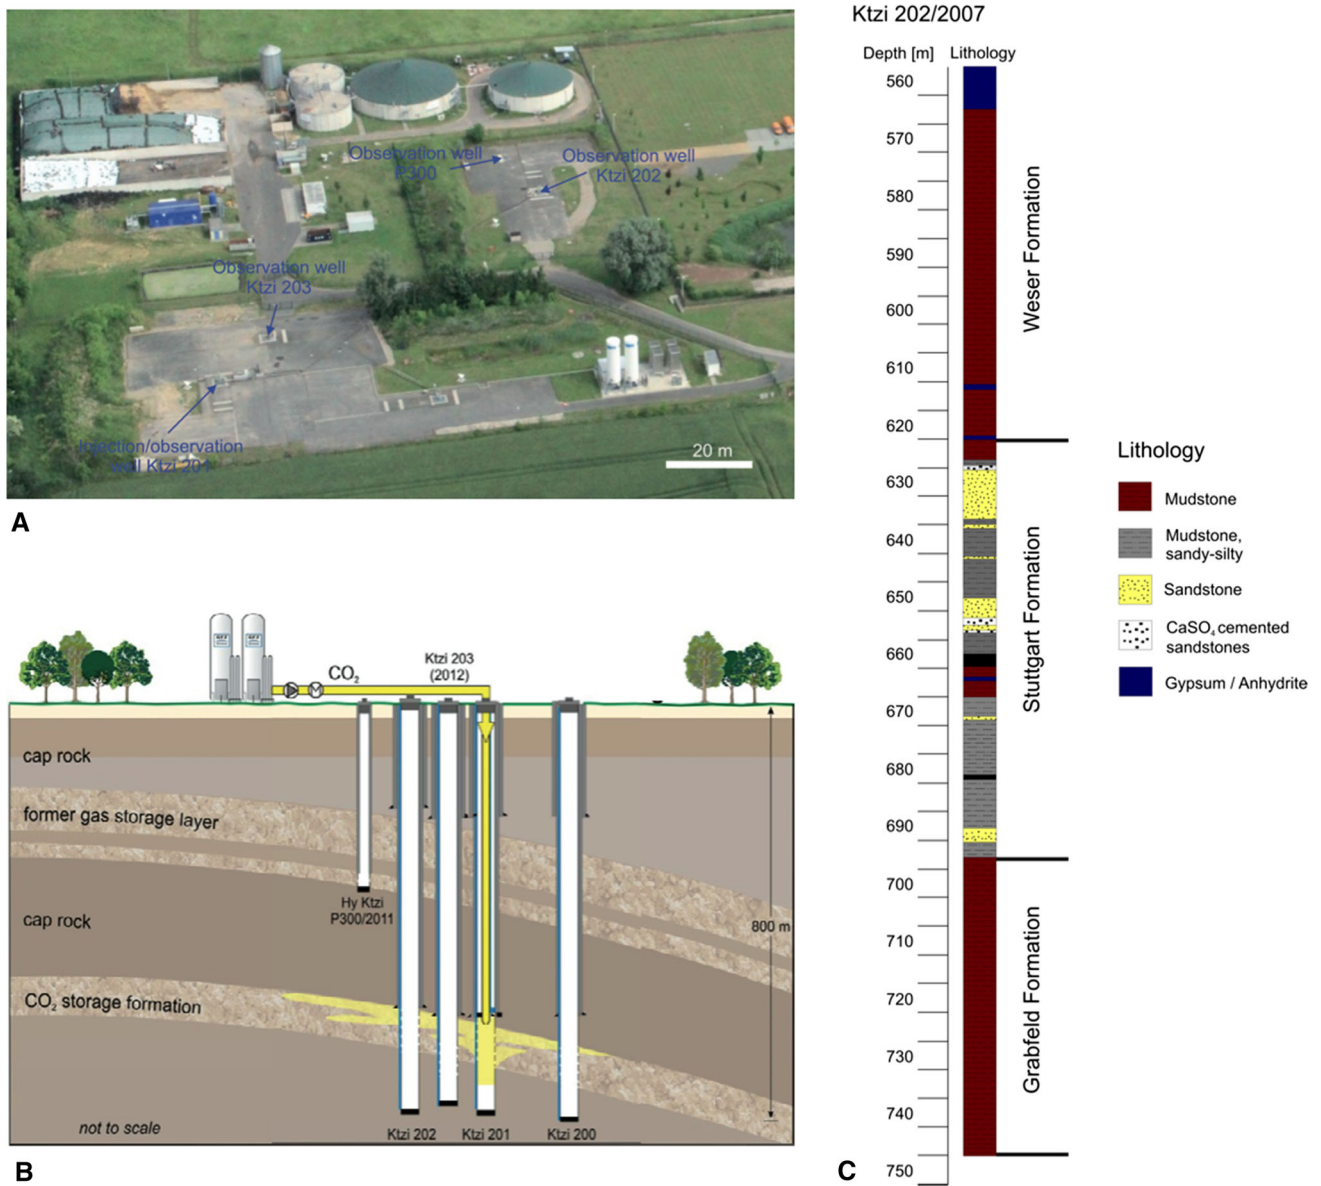 Observation well
P300
Observation well
Ktzi 202
Observation well
Ktzi 203
Injection/observation
well Ktzi 201
20 m
A
CO₂
Ktzi 203
(2012)
cap rock
former gas storage layer
Hy Ktzi
P300/2011
cap rock
800 m
CO₂ storage formation
not to scale
Ktzi 202
Ktzi 201
Ktzi 200
B
Ktzi 202/2007
Depth [m]
Lithology
560
570
580
590
600
610
620
630
640
650
660
670
680
690
700
710
720
730
740
750
Weser Formation
Stuttgart Formation
Grabfeld Formation
Lithology
Mudstone
Mudstone,
sandy-silty
Sandstone
CaSO₄ cemented
sandstones
Gypsum / Anhydrite
C